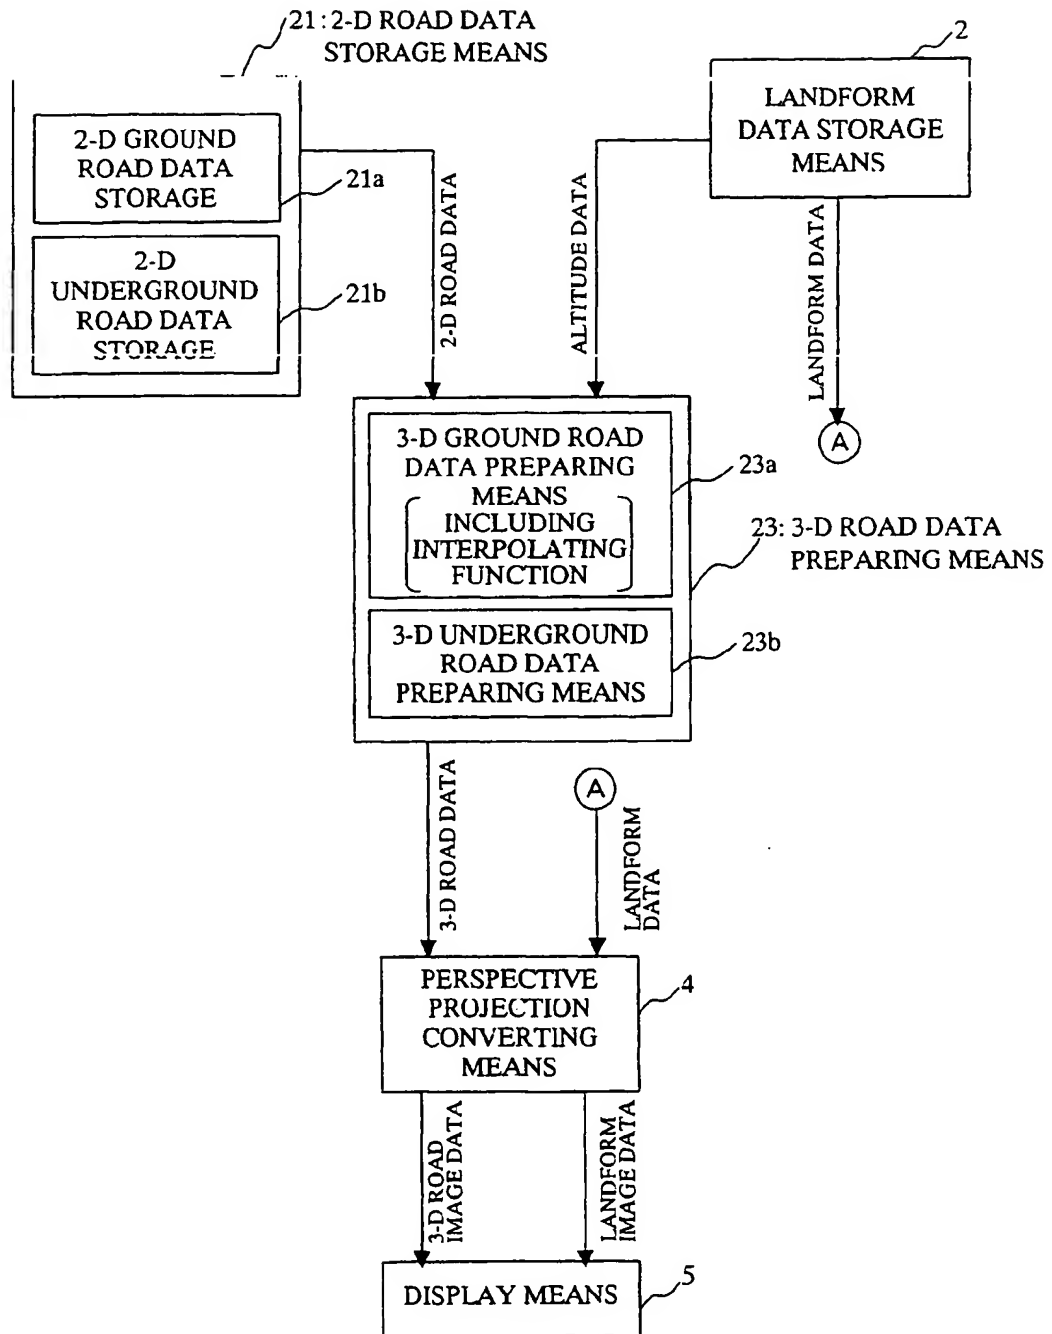 21: 2-D ROAD DATA
STORAGE MEANS
2
LANDFORM
DATA STORAGE
MEANS
2-D GROUND
ROAD DATA
STORAGE
21a
2-D
UNDERGROUND
ROAD DATA
STORAGE
21b
2-D ROAD DATA
ALTITUDE DATA
LANDFORM DATA
A
3-D GROUND ROAD
DATA PREPARING
MEANS
INCLUDING
INTERPOLATING
FUNCTION
23a
23: 3-D ROAD DATA
PREPARING MEANS
3-D UNDERGROUND
ROAD DATA
PREPARING MEANS
23b
3-D ROAD DATA
A
LANDFORM
DATA
PERSPECTIVE
PROJECTION
CONVERTING
MEANS
4
3-D ROAD
IMAGE DATA
LANDFORM
IMAGE DATA
DISPLAY MEANS
5